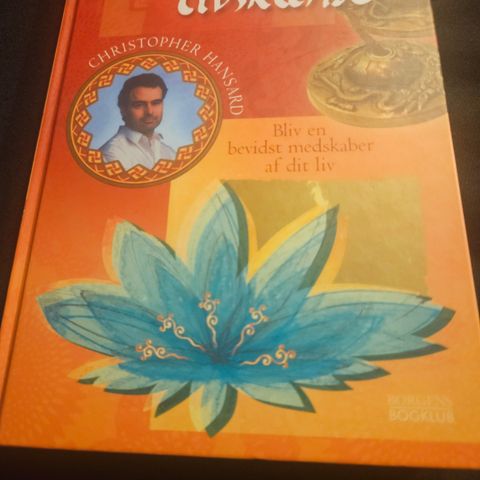 CHRISTOPHER HANSARD
Bliv en
bevidst medskaber
af dit liv
BORGENS
BOGKLUB